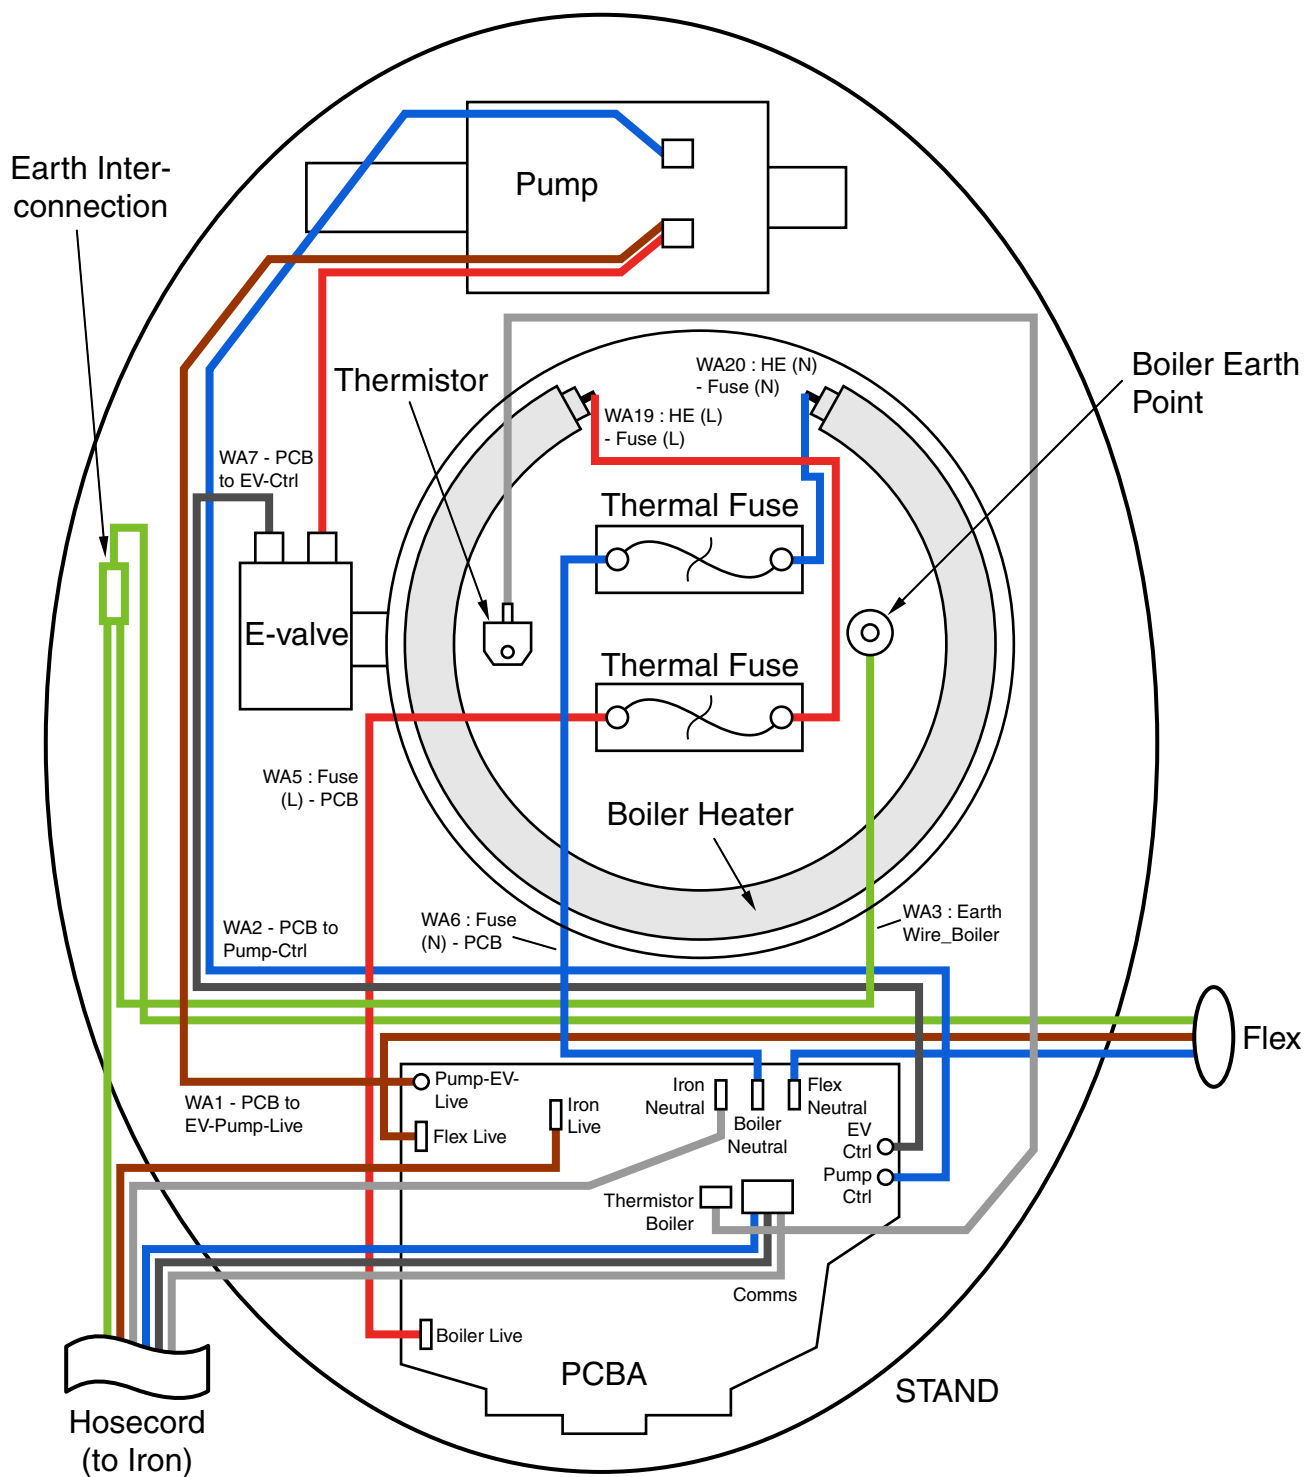 Earth Inter-
connection
Pump
Thermistor
WA20 : HE (N)
- Fuse (N)
WA19 : HE (L)
- Fuse (L)
Boiler Earth
Point
WA7 - PCB
to EV-Ctrl
Thermal Fuse
E-valve
Thermal Fuse
WA5 : Fuse
(L) - PCB
Boiler Heater
WA2 - PCB to
Pump-Ctrl
WA6 : Fuse
(N) - PCB
WA3 : Earth
Wire_Boiler
Flex
WA1 - PCB to
EV-Pump-Live
Pump-EV-
Live
Flex Live
Iron
Live
Iron
Neutral
Boiler
Neutral
Flex
Neutral
EV
Ctrl
Pump
Ctrl
Thermistor
Boiler
Comms
Boiler Live
PCBA
STAND
Hosecord
(to Iron)